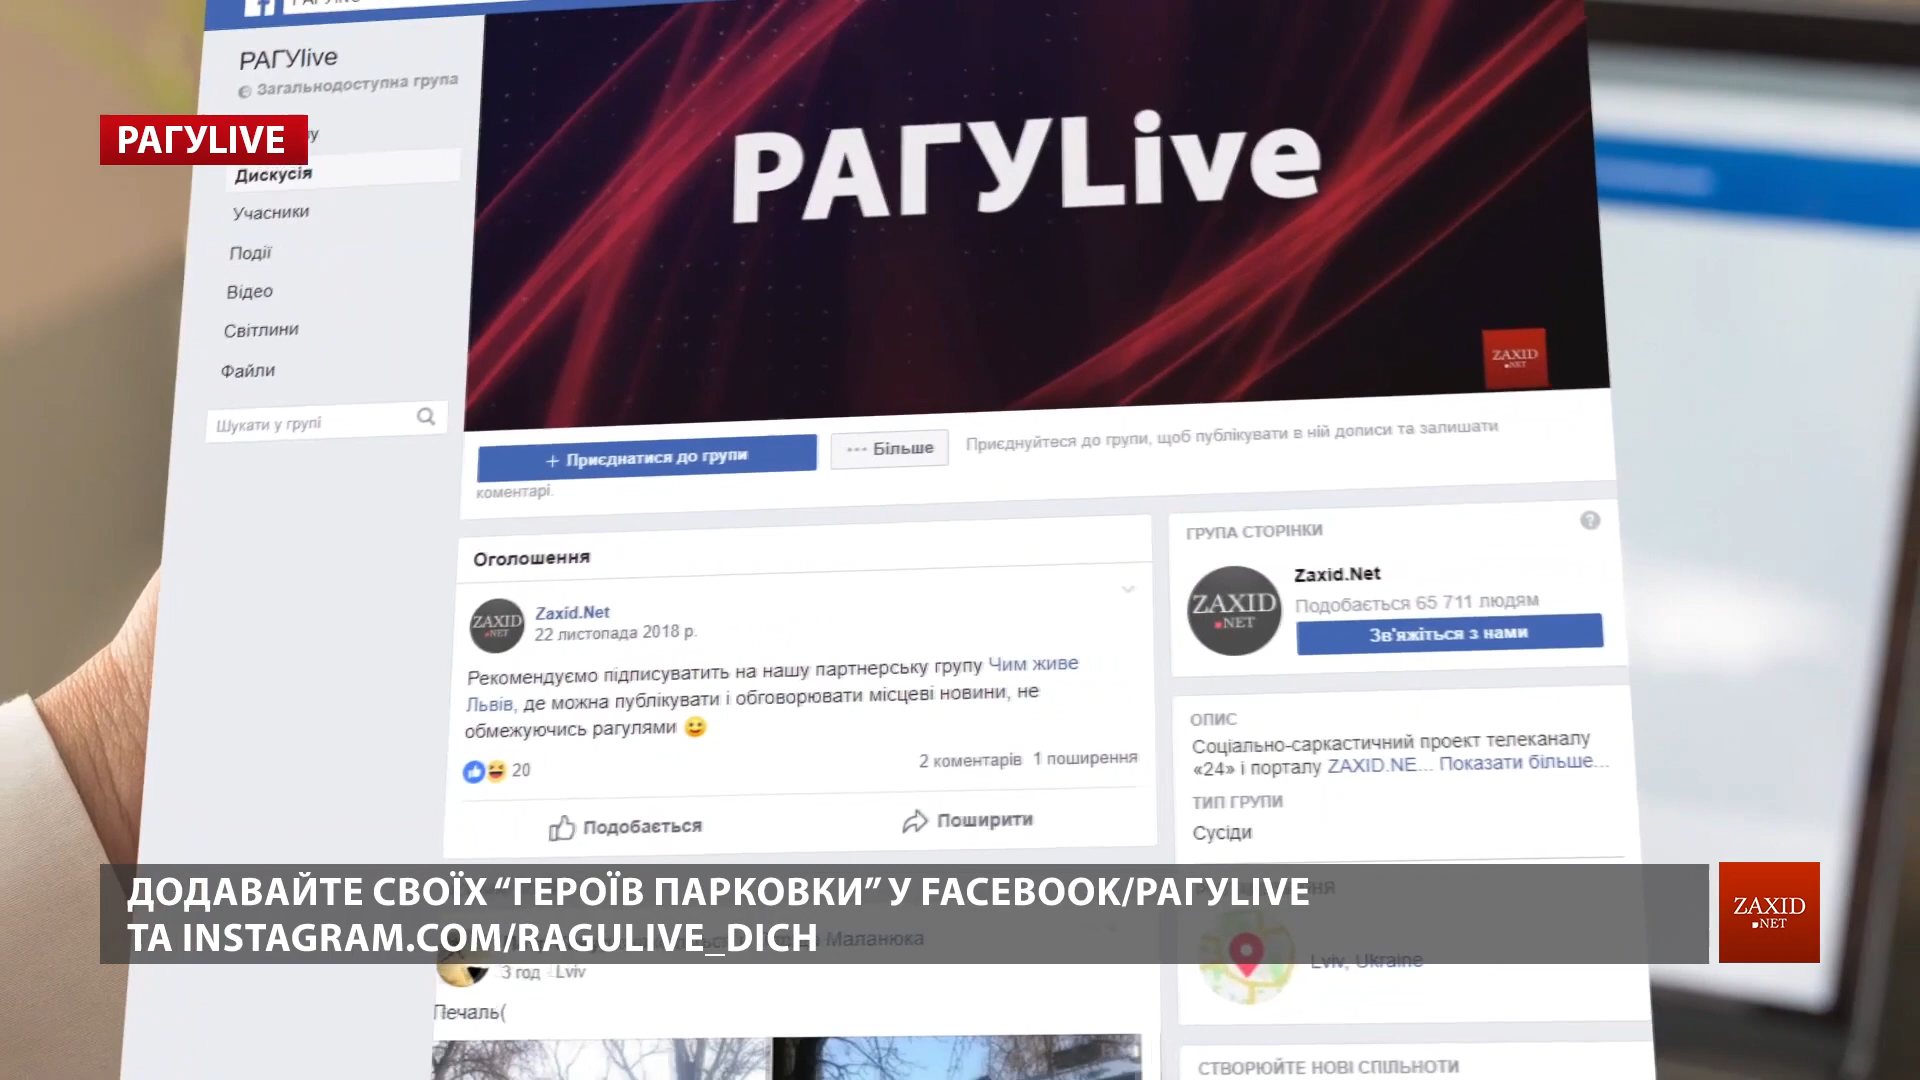 РАГУlive
Загальнодоступна група
РАГУLIVE
Дискусія
Учасники
Події
Відео
Світлини
Файли
Шукати у групі
РАГУLive
ZAXID
.NET
+ Приєднатися до групи
··· Більше
Приєднуйтеся до групи, щоб публікувати в ній дописи та залишати
коментарі.
Оголошення
ZAXID
.NET
Zaxid.Net
22 листопада 2018 р.
Рекомендуємо підписуватить на нашу партнерську групу Чим живе
Львів, де можна публікувати і обговорювати місцеві новини, не
обмежуючись рагулями
20
2 коментарів 1 поширення
Подобається
Поширити
ГРУПА СТОРІНКИ
?
ZAXID
.NET
Zaxid.Net
Подобається 65 711 людям
Зв'яжіться з нами
ОПИС
Соціально-саркастичний проект телеканалу
«24» і порталу ZAXID.NE... Показати більше...
ТИП ГРУПИ
Сусіди
ДОДАВАЙТЕ СВОЇХ “ГЕРОЇВ ПАРКОВКИ” У FACEBOOK/РАГУLIVE
ТА INSTAGRAM.COM/RAGULIVE_DICH
ZAXID
.NET
Маланюка
3 год Lviv
Lviv, Ukraine
Печаль(
СТВОРЮЙТЕ НОВІ СПІЛЬНОТИ